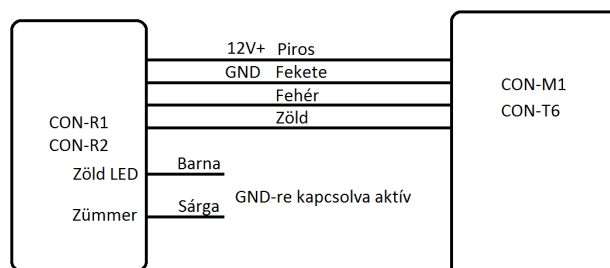 12V+ Piros
GND Fekete
Fehér
Zöld
CON-R1
CON-R2
Zöld LED
Barna
Zümmer
Sárga
GND-re kapcsolva aktív
CON-M1
CON-T6